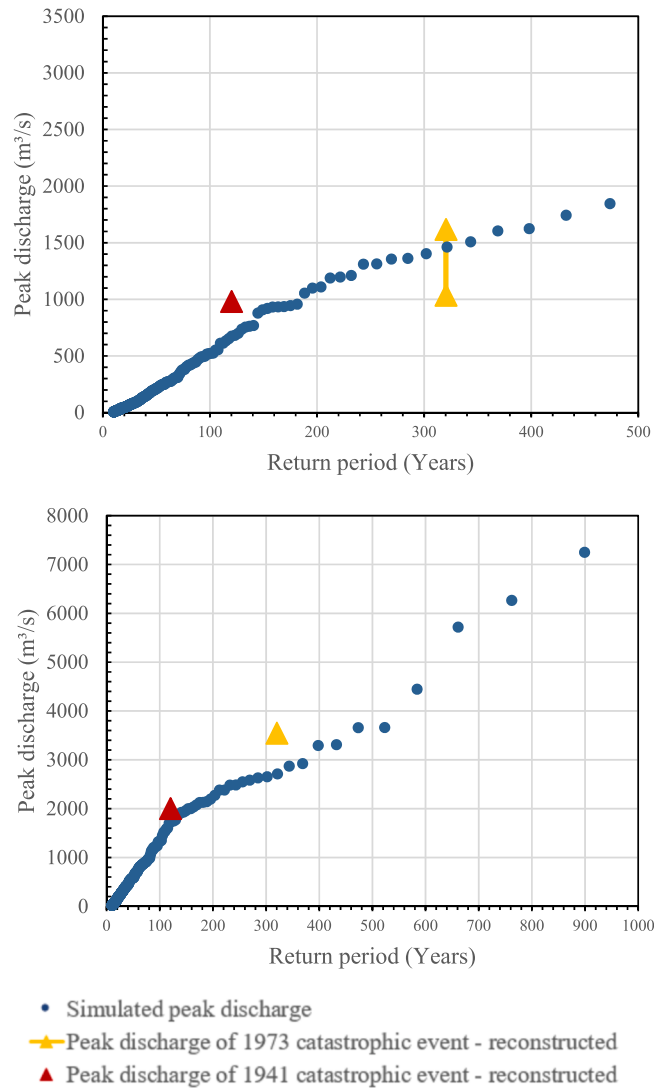 3500
3000
2500
2000
1500
1000
500
0
Peak discharge (m³/s)
0 100 200 300 400 500
Return period (Years)
8000
7000
6000
5000
4000
3000
2000
1000
0
Peak discharge (m³/s)
0 100 200 300 400 500 600 700 800 900 1000
Return period (Years)
Simulated peak discharge
Peak discharge of 1973 catastrophic event - reconstructed
Peak discharge of 1941 catastrophic event - reconstructed